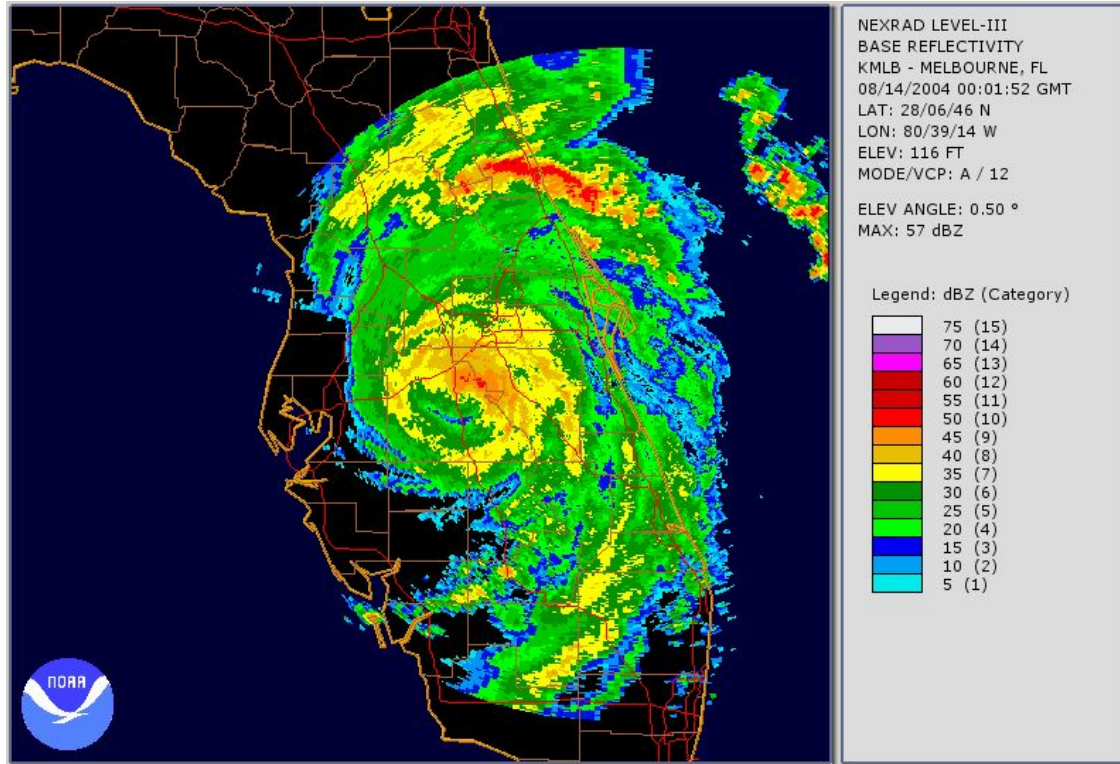 NEXRAD LEVEL-III
BASE REFLECTIVITY
KMLB - MELBOURNE, FL
08/14/2004 00:01:52 GMT
LAT: 28/06/46 N
LON: 80/39/14 W
ELEV: 116 FT
MODE/VCP: A / 12
ELEV ANGLE: 0.50 °
MAX: 57 dBZ
Legend: dBZ (Category)
75 (15)
70 (14)
65 (13)
60 (12)
55 (11)
50 (10)
45 (9)
40 (8)
35 (7)
30 (6)
25 (5)
20 (4)
15 (3)
10 (2)
5 (1)
NOAA